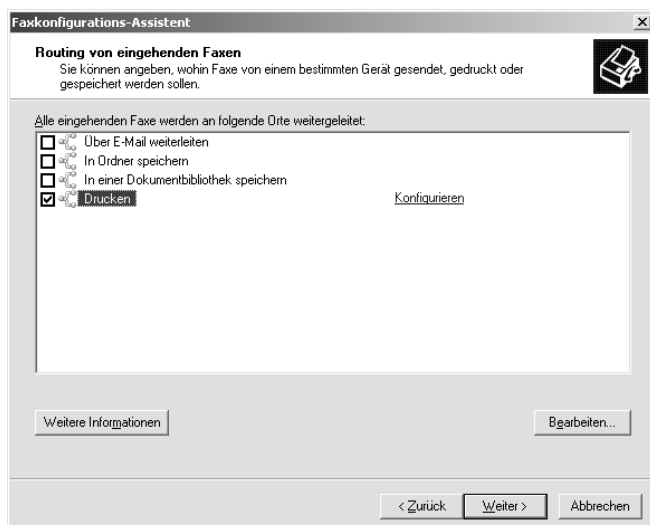 Faxkonfigurations-Assistent
Routing von eingehenden Faxen
Sie können angeben, wohin Faxe von einem bestimmten Gerät gesendet, gedruckt oder
gespeichert werden sollen.
Alle eingehenden Faxe werden an folgende Orte weitergeleitet:
Über E-Mail weiterleiten
In Ordner speichern
In einer Dokumentbibliothek speichern
Drucken Konfigurieren
Weitere Informationen Bearbeiten...
< Zurück Weiter > Abbrechen